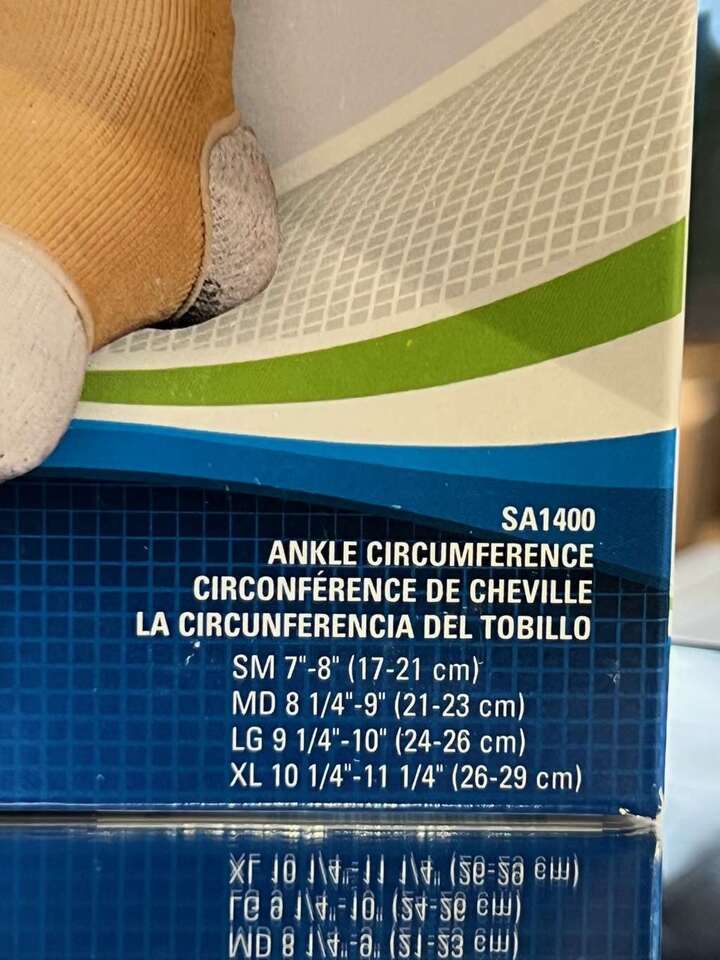 SA1400
ANKLE CIRCUMFERENCE
CIRCONFÉRENCE DE CHEVILLE
LA CIRCUNFERENCIA DEL TOBILLO
SM 7"-8" (17-21 cm)
MD 8 1/4"-9" (21-23 cm)
LG 9 1/4"-10" (24-26 cm)
XL 10 1/4"-11 1/4" (26-29 cm)